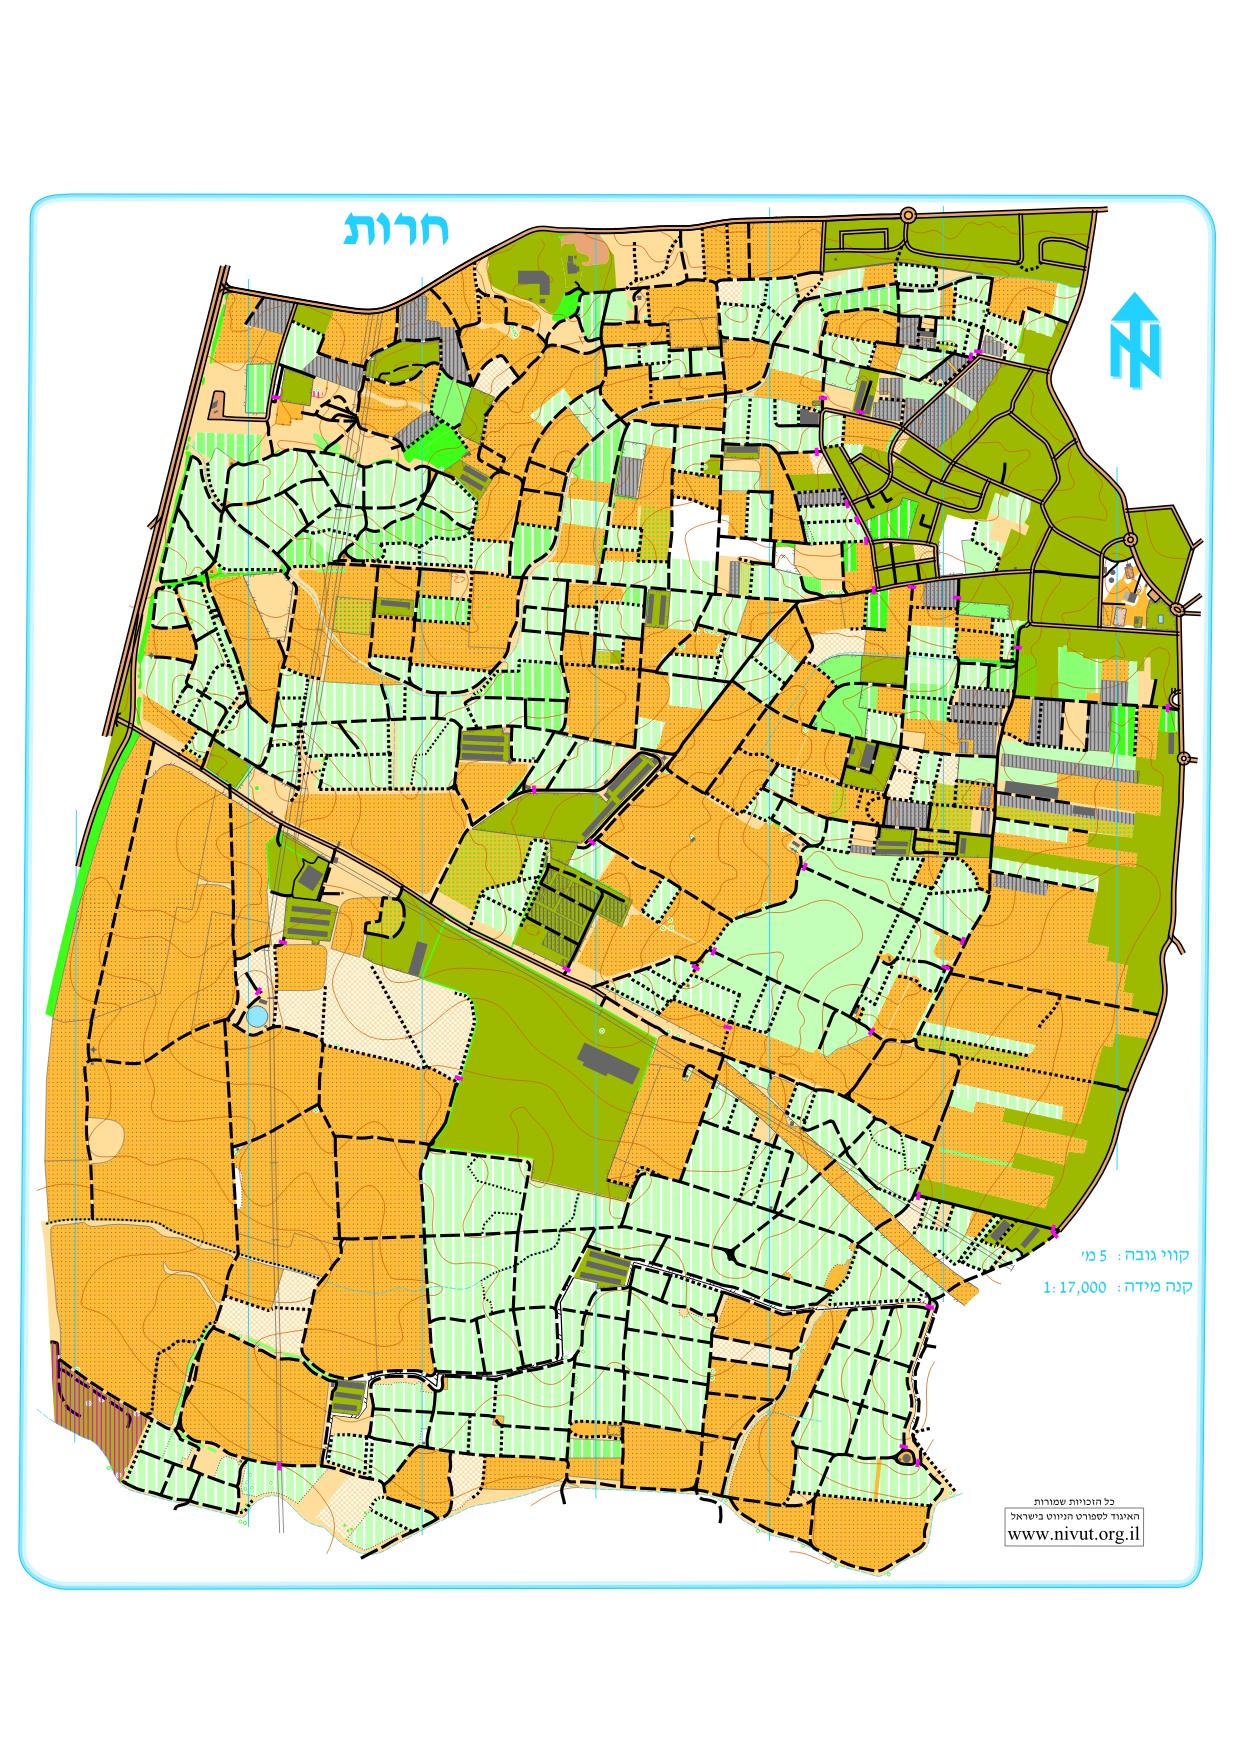 חרות
קווי גובה: 5 מ'
קנה מידה: 1:17,000
כל הזכויות שמורות
האיגוד לספורט הניווט בישראל
www.nivut.org.il